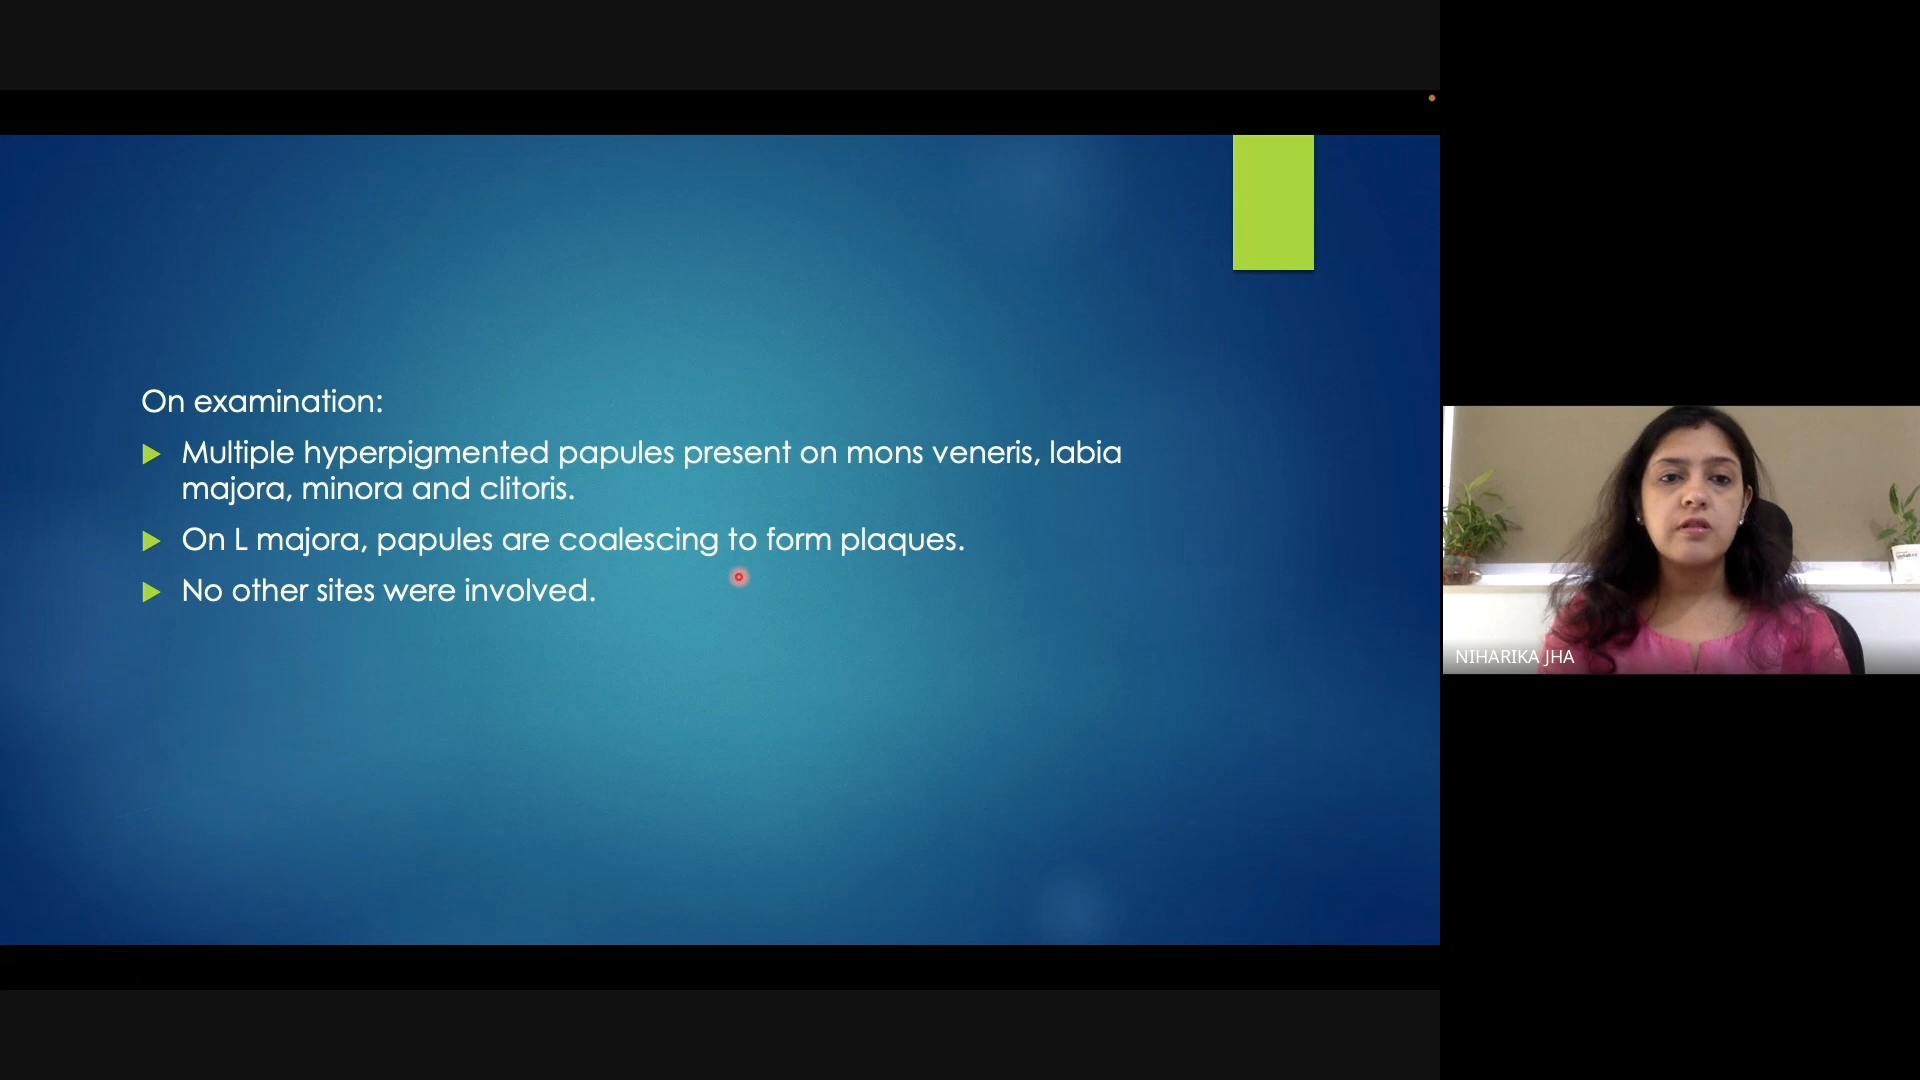 On examination:
Multiple hyperpigmented papules present on mons veneris, labia
majora, minora and clitoris.
On L majora, papules are coalescing to form plaques.
No other sites were involved.
NIHARIKA JHA